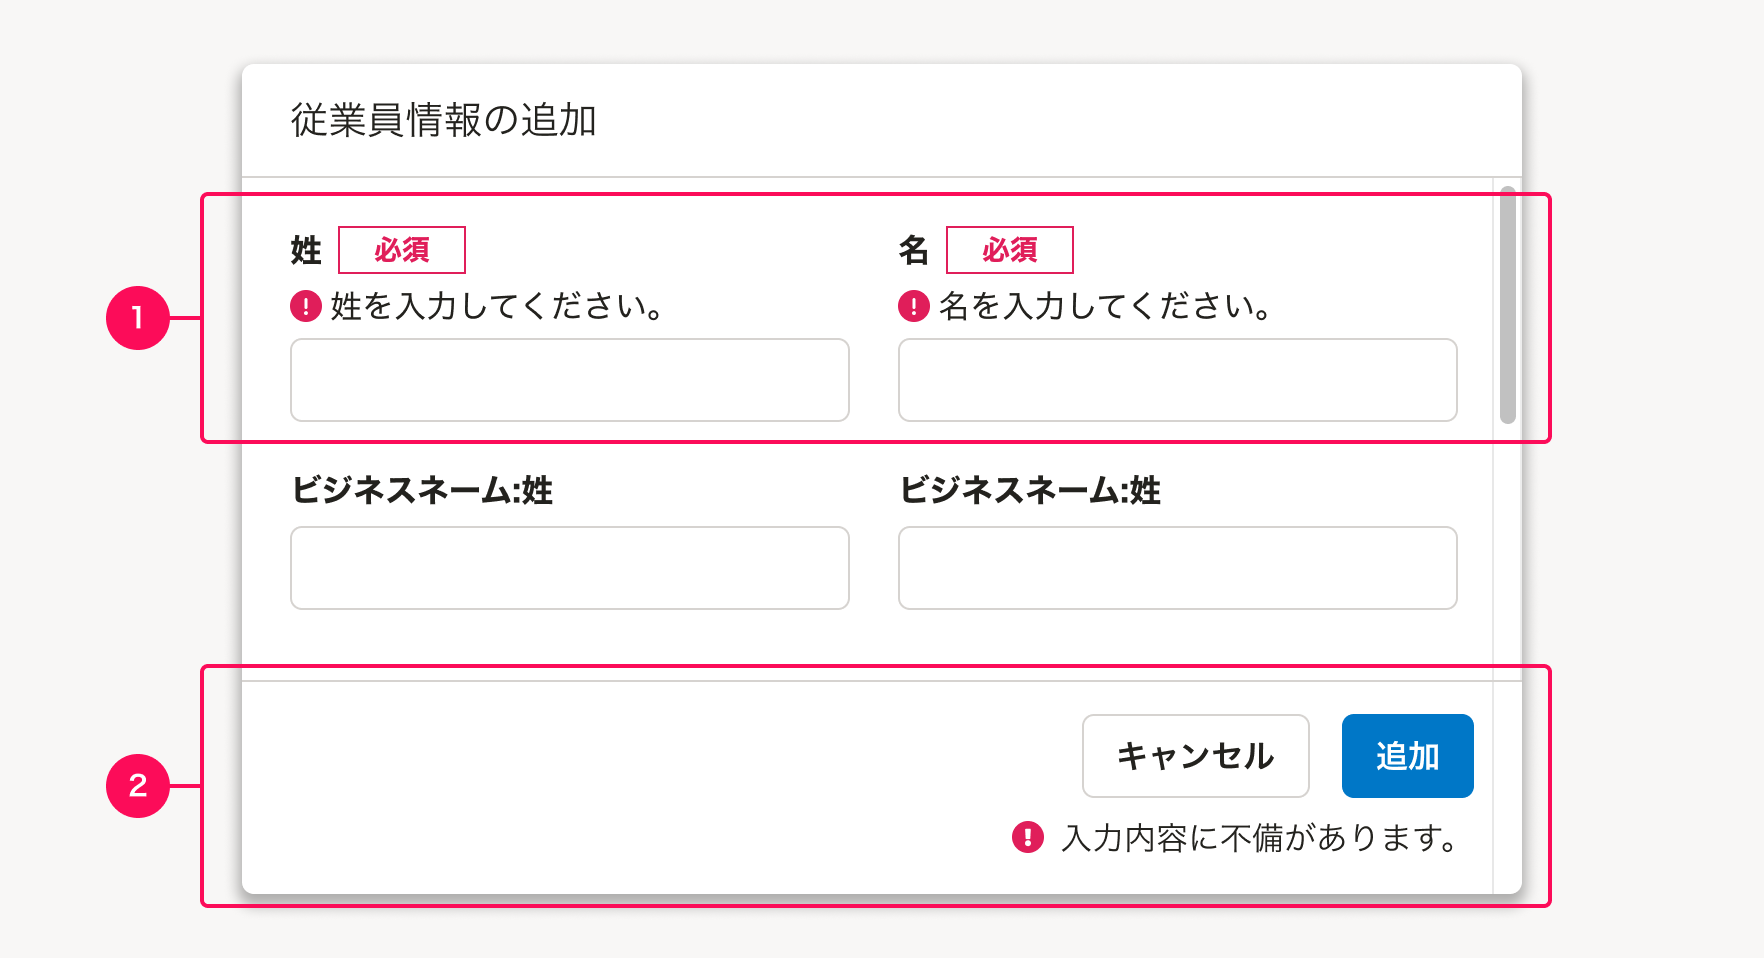 従業員情報の追加
1
姓 必須
名 必須
姓を入力してください。
名を入力してください。
ビジネスネーム:姓
ビジネスネーム:姓
2
キャンセル
追加
入力内容に不備があります。